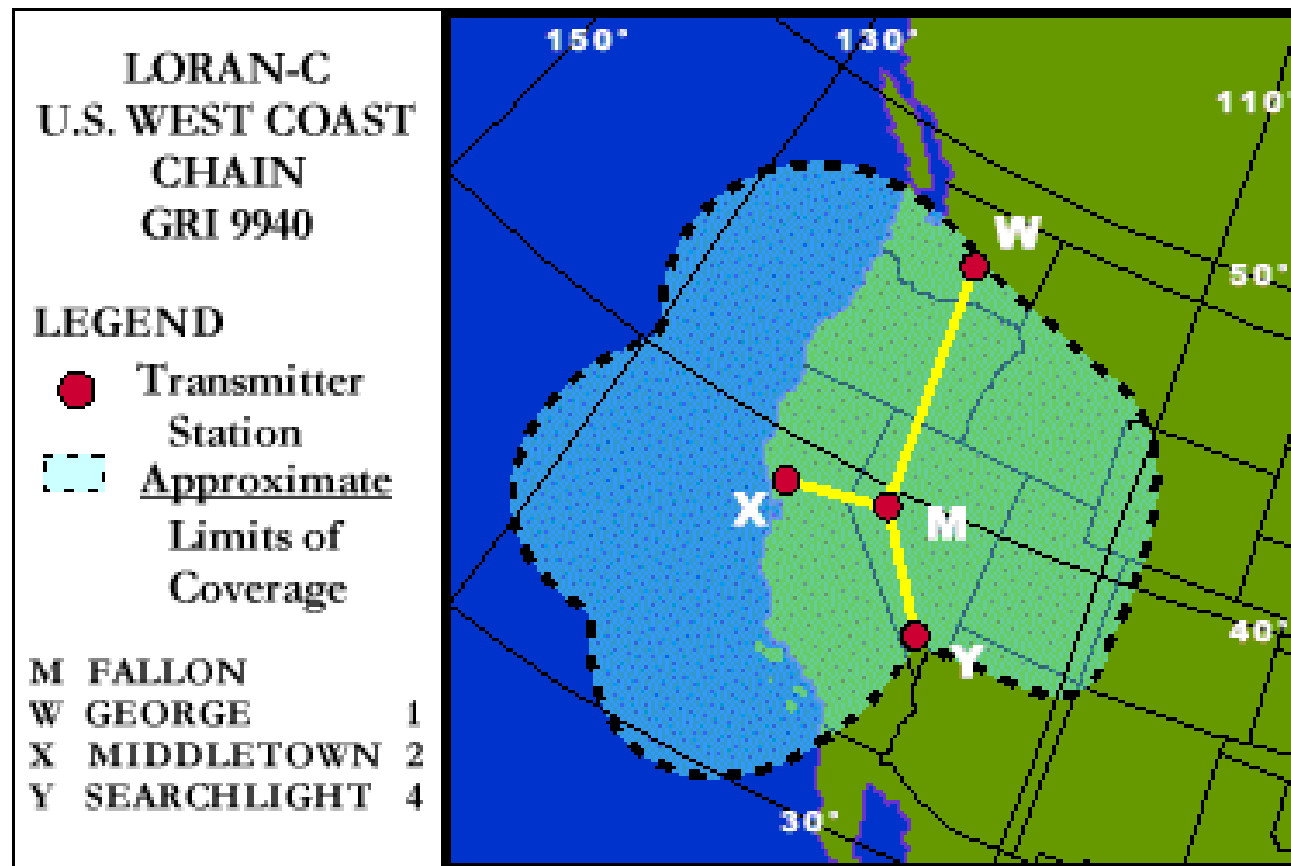 LORAN-C
U.S. WEST COAST
CHAIN
GRI 9940
LEGEND
Transmitter
Station
Approximate
Limits of
Coverage
M FALLON
W GEORGE 1
X MIDDLETOWN 2
Y SEARCHLIGHT 4
150°
130°
110°
W
50°
X
M
40°
Y
30°